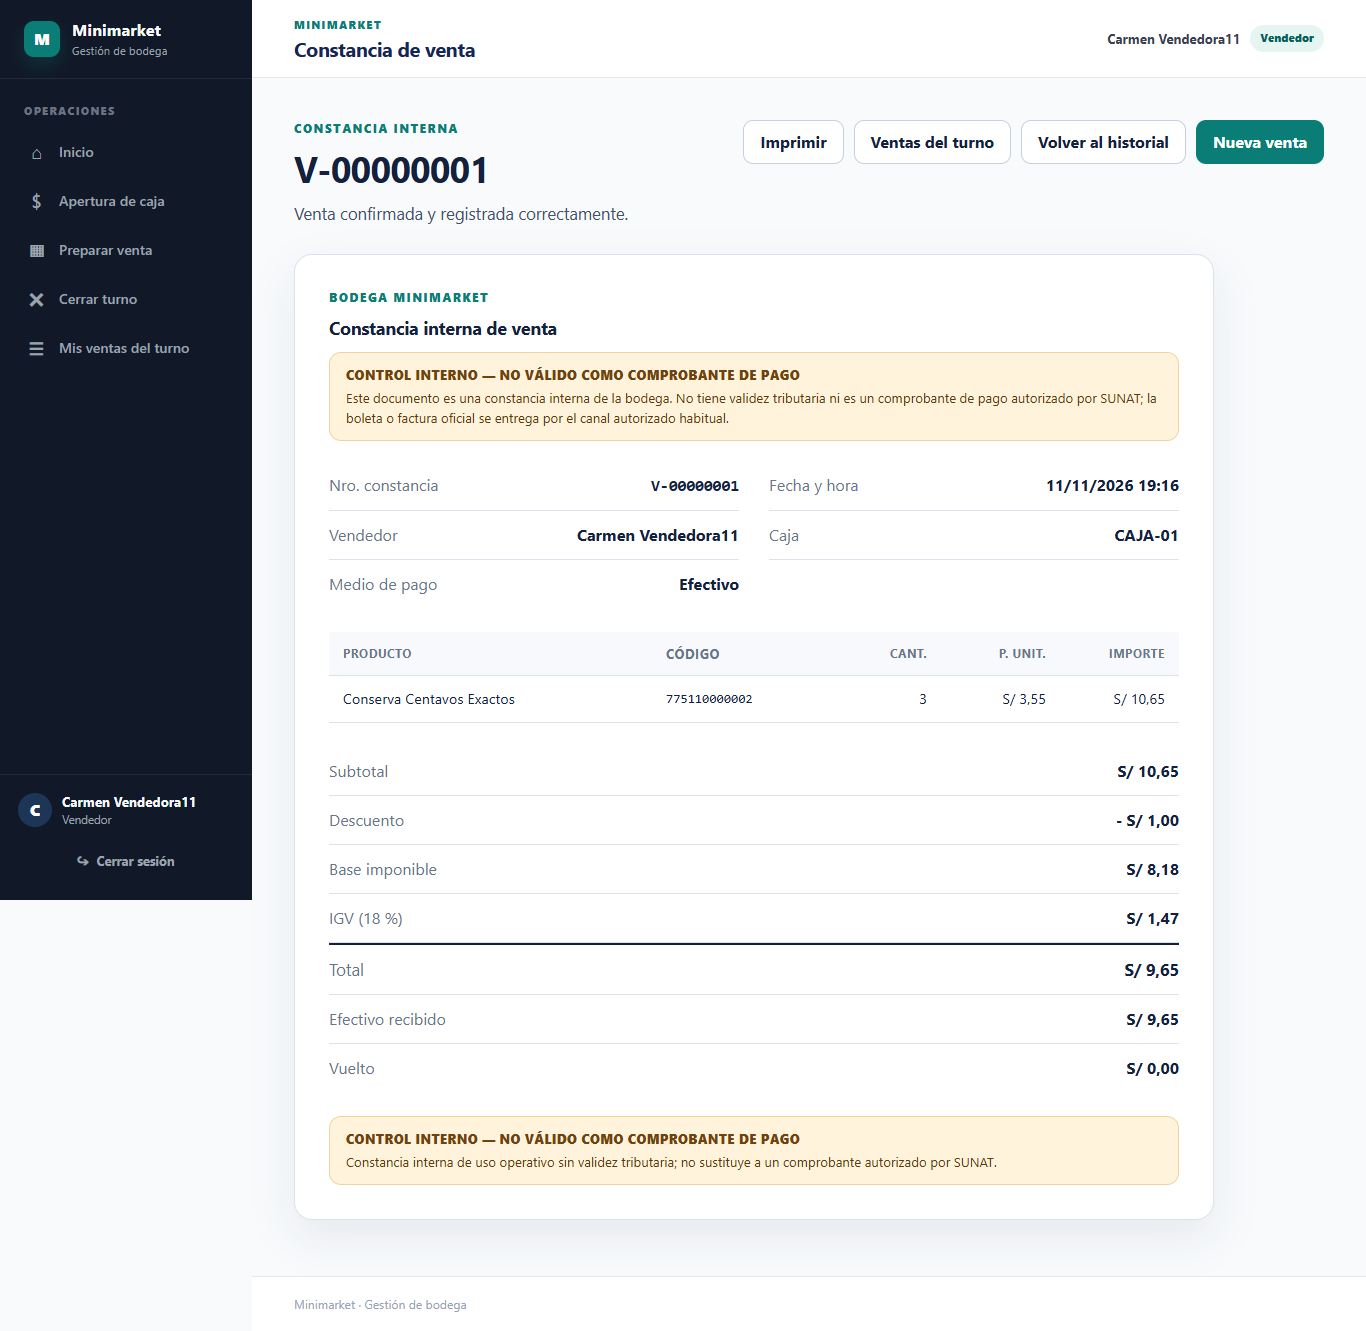 M
Minimarket
Gestión de bodega
OPERACIONES
Inicio
$ Apertura de caja
Preparar venta
Cerrar turno
Mis ventas del turno
C
Carmen Vendedora11
Vendedor
Cerrar sesión
MINIMARKET
Constancia de venta
Carmen Vendedora11 Vendedor
CONSTANCIA INTERNA
V-00000001
Venta confirmada y registrada correctamente.
Imprimir Ventas del turno Volver al historial Nueva venta
BODEGA MINIMARKET
Constancia interna de venta
CONTROL INTERNO — NO VÁLIDO COMO COMPROBANTE DE PAGO
Este documento es una constancia interna de la bodega. No tiene validez tributaria ni es un comprobante de pago autorizado por SUNAT; la
boleta o factura oficial se entrega por el canal autorizado habitual.
Nro. constancia V-00000001 Fecha y hora 11/11/2026 19:16
Vendedor Carmen Vendedora11 Caja CAJA-01
Medio de pago Efectivo
PRODUCTO CÓDIGO CANT. P. UNIT. IMPORTE
Conserva Centavos Exactos 775110000002 3 S/ 3,55 S/ 10,65
Subtotal S/ 10,65
Descuento - S/ 1,00
Base imponible S/ 8,18
IGV (18 %) S/ 1,47
Total S/ 9,65
Efectivo recibido S/ 9,65
Vuelto S/ 0,00
CONTROL INTERNO — NO VÁLIDO COMO COMPROBANTE DE PAGO
Constancia interna de uso operativo sin validez tributaria; no sustituye a un comprobante autorizado por SUNAT.
Minimarket · Gestión de bodega